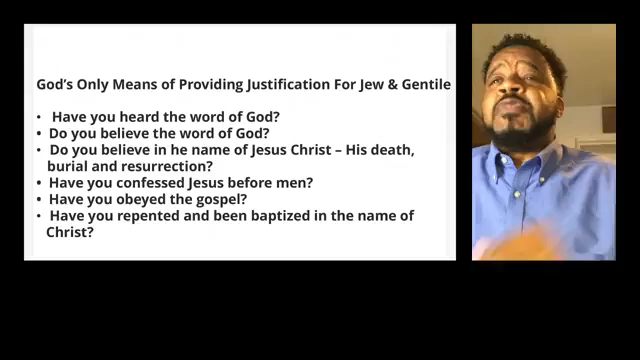 God's Only Means of Providing Justification For Jew & Gentile
• Have you heard the word of God?
• Do you believe the word of God?
• Do you believe in he name of Jesus Christ – His death,
burial and resurrection?
• Have you confessed Jesus before men?
• Have you obeyed the gospel?
• Have you repented and been baptized in the name of
Christ?